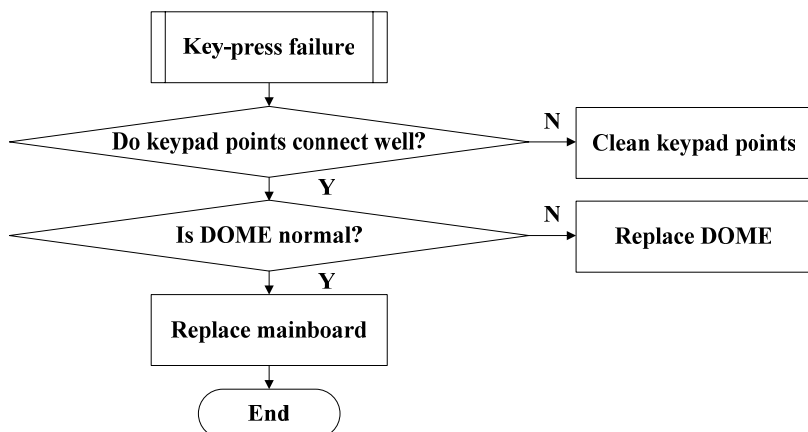 Key-press failure
Do keypad points connect well?
N
Clean keypad points
Y
Is DOME normal?
N
Replace DOME
Y
Replace mainboard
End